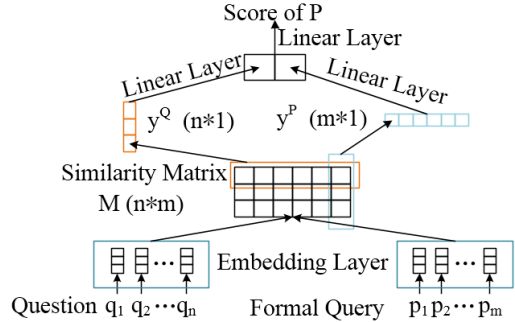 Score of P
Linear Layer
Linear Layer
Linear Layer
y^Q (n*1)
y^P (m*1)
Similarity Matrix
M (n*m)
Embedding Layer
Question q₁ q₂ ⋯ qₙ
Formal Query p₁ p₂ ⋯ pₘ